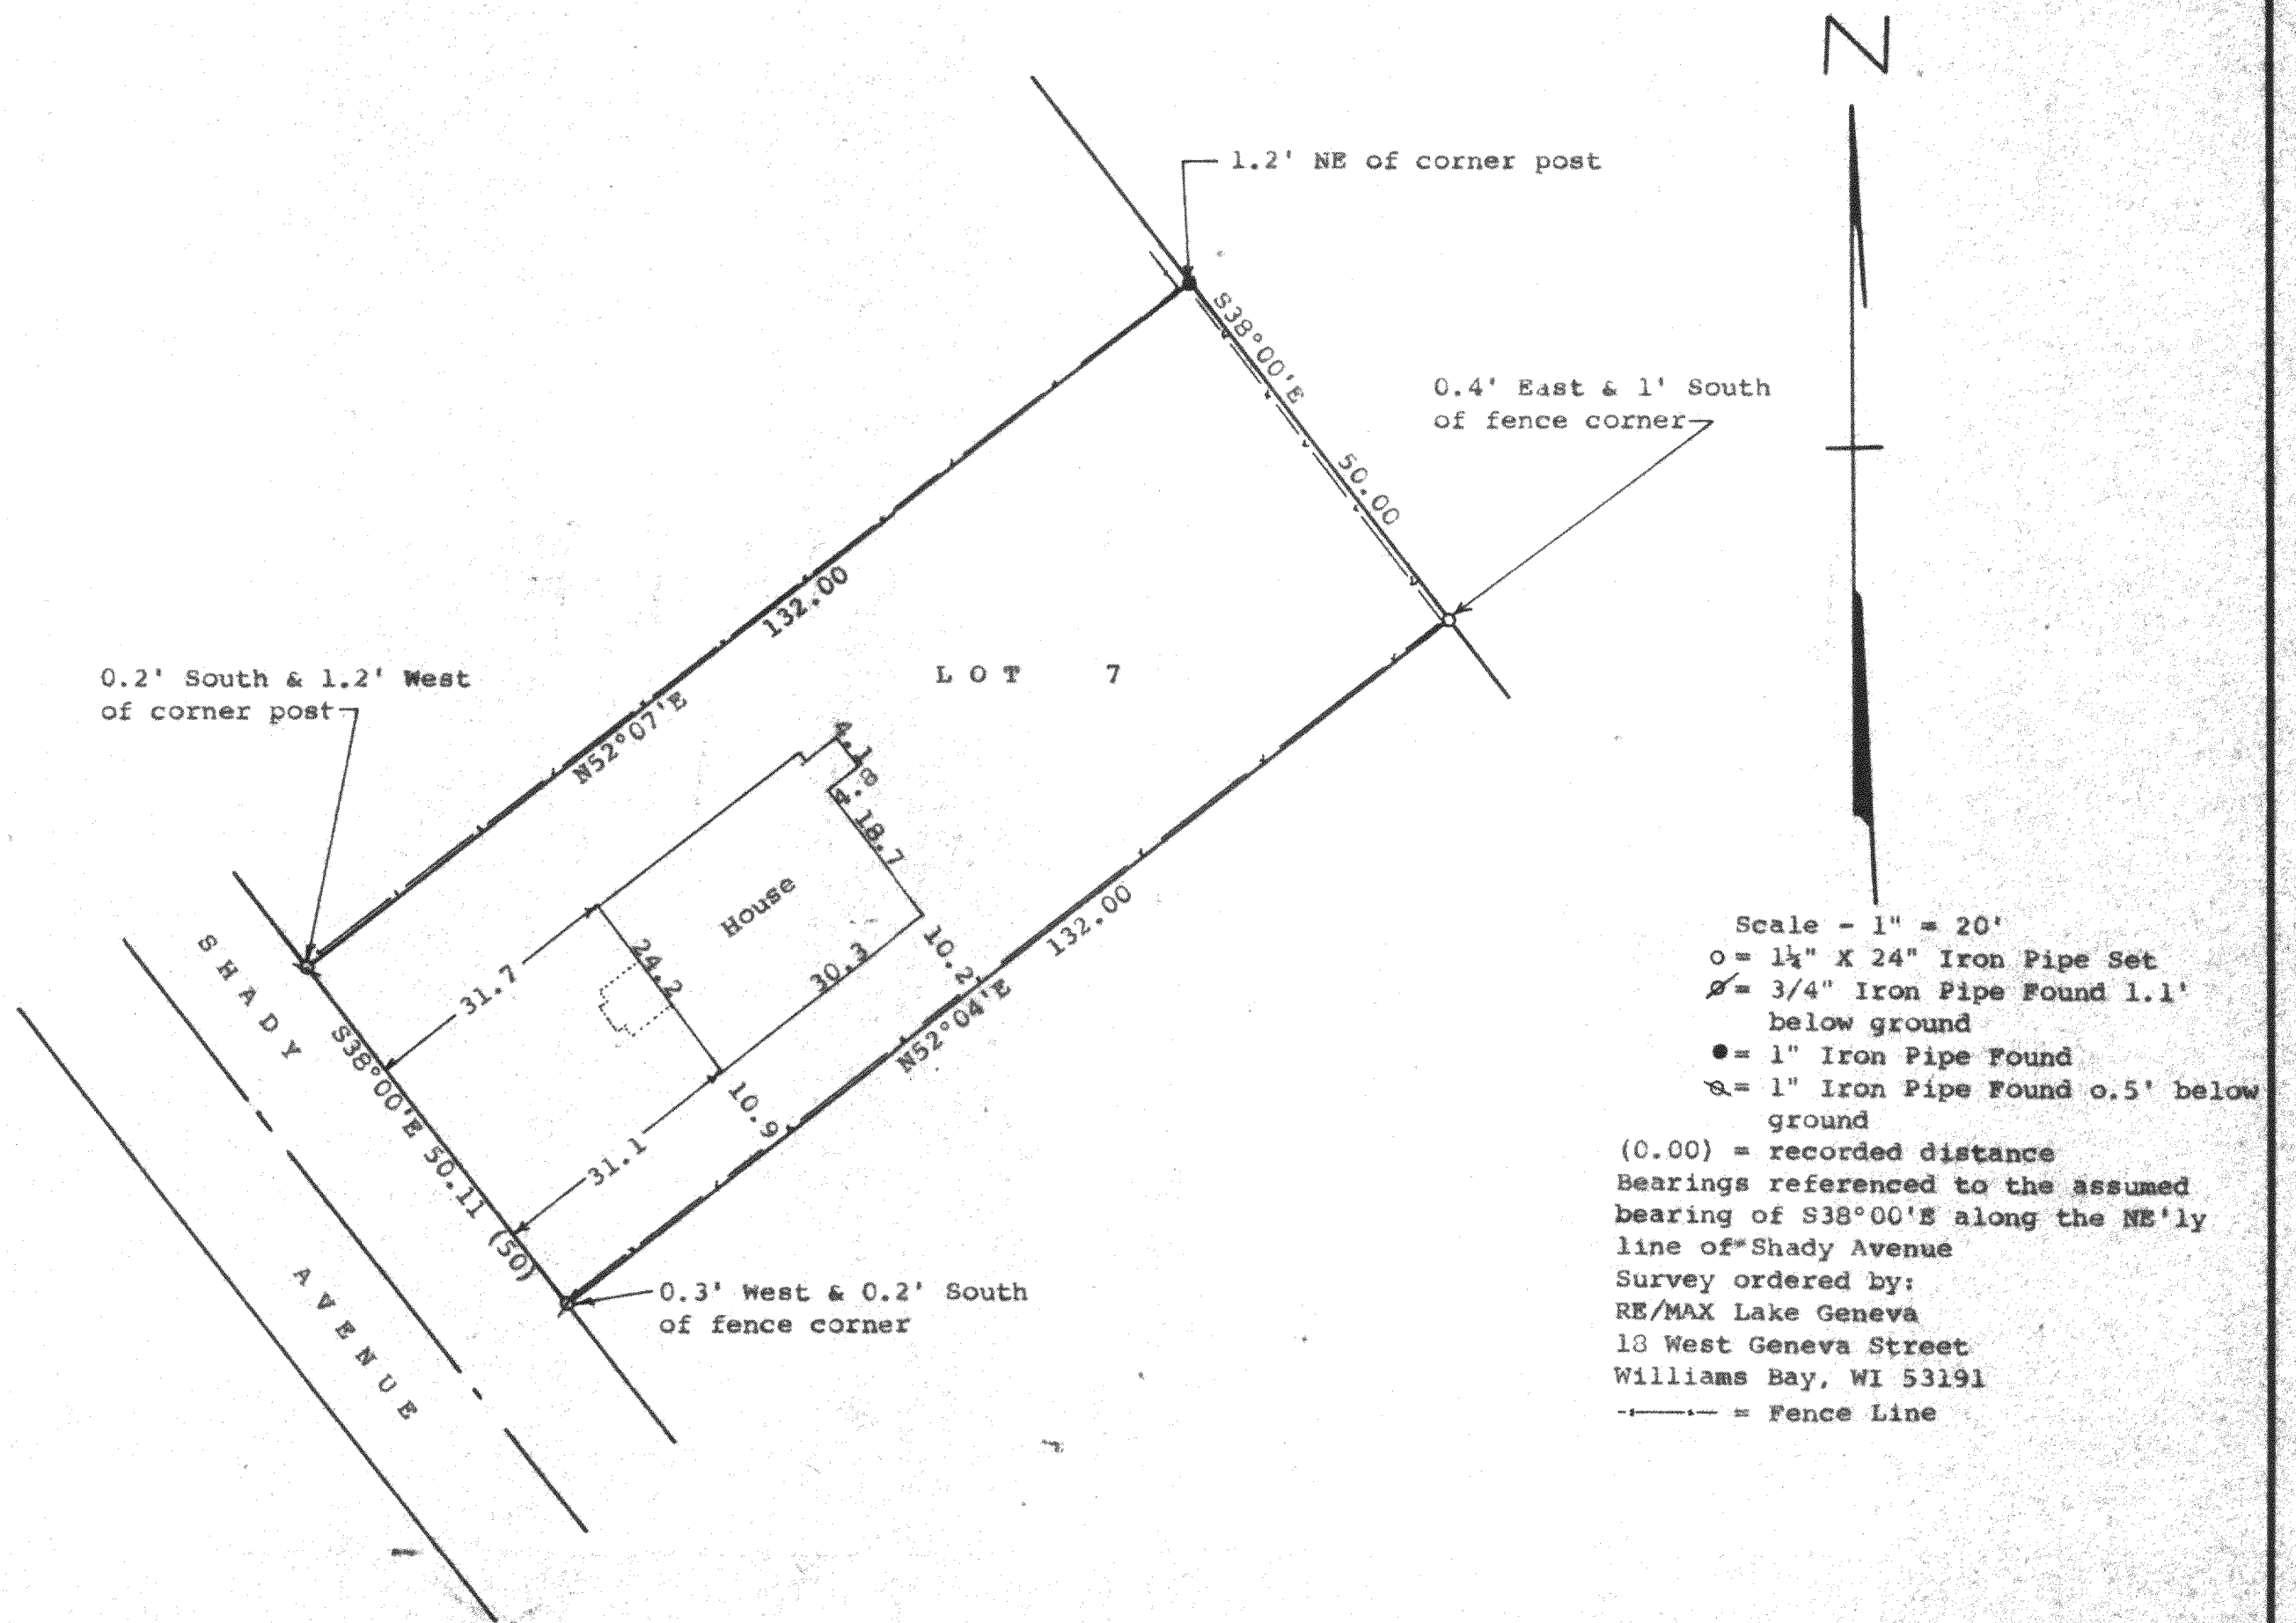 N
1.2' NE of corner post
S38°00'E
50.00
0.4' East & 1' South
of fence corner
132.00
N52°07'E
LOT 7
0.2' South & 1.2' West
of corner post
4.1
4.8
18.7
House
24.2
30.3
10.2'
31.7
31.1
10.9
132.00
N52°04'E
SHADY
AVENUE
S38°00'E 50.11 (50)
0.3' West & 0.2' South
of fence corner
Scale - 1" = 20'
= 1¼" X 24" Iron Pipe Set
= 3/4" Iron Pipe Found 1.1'
below ground
= 1" Iron Pipe Found
= 1" Iron Pipe Found o.5' below
ground
(0.00) = recorded distance
Bearings referenced to the assumed
bearing of S38°00'E along the NE'ly
line of Shady Avenue
Survey ordered by:
RE/MAX Lake Geneva
18 West Geneva Street
Williams Bay, WI 53191
= Fence Line